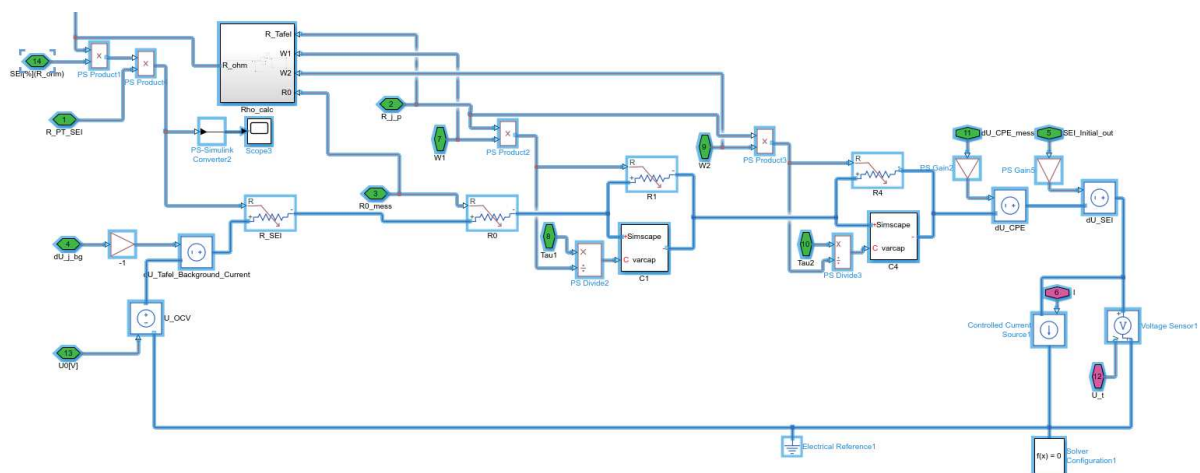 R_Tafel
14
W1
SEI[%](R_ohm)
PS Product1
R_ohm
W2
PS Product
R0
1
R_PT_SEI
Rho_calc
2
R_j_p
PS-Simulink
Converter2
Scope3
7
W1
PS Product2
9
W2
PS Product3
11
dU_CPE_mess
5
SEI_Initial_out
PS Gain2
PS Gain5
3
R0_mess
R
R_SEI
R
R0
R
R1
R
R4
dU_CPE
dU_SEI
4
dU_j_bg
-1
dU_Tafel_Background_Current
8
Tau1
PS Divide2
Simscape
C varcap
C1
10
Tau2
PS Divide3
Simscape
C varcap
C4
U_OCV
13
U0[V]
6
I
Controlled Current
Source1
V
Voltage Sensor1
12
U_t
Electrical Reference1
f(x) = 0
Solver
Configuration1